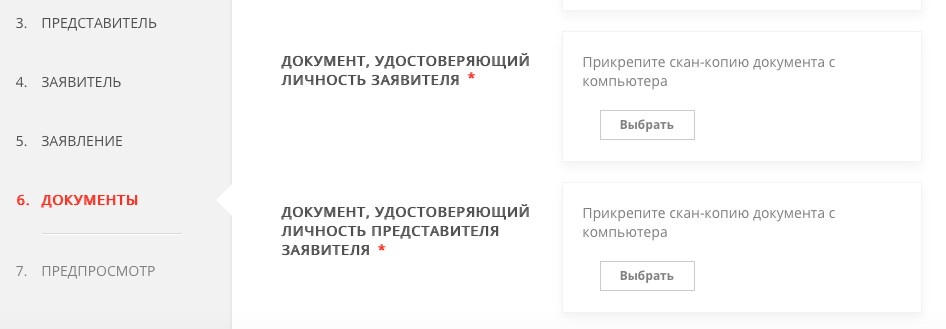 3. ПРЕДСТАВИТЕЛЬ
4. ЗАЯВИТЕЛЬ
5. ЗАЯВЛЕНИЕ
6. ДОКУМЕНТЫ
7. ПРЕДПРОСМОТР
ДОКУМЕНТ, УДОСТОВЕРЯЮЩИЙ
ЛИЧНОСТЬ ЗАЯВИТЕЛЯ *
Прикрепите скан-копию документа с
компьютера
Выбрать
ДОКУМЕНТ, УДОСТОВЕРЯЮЩИЙ
ЛИЧНОСТЬ ПРЕДСТАВИТЕЛЯ
ЗАЯВИТЕЛЯ *
Прикрепите скан-копию документа с
компьютера
Выбрать